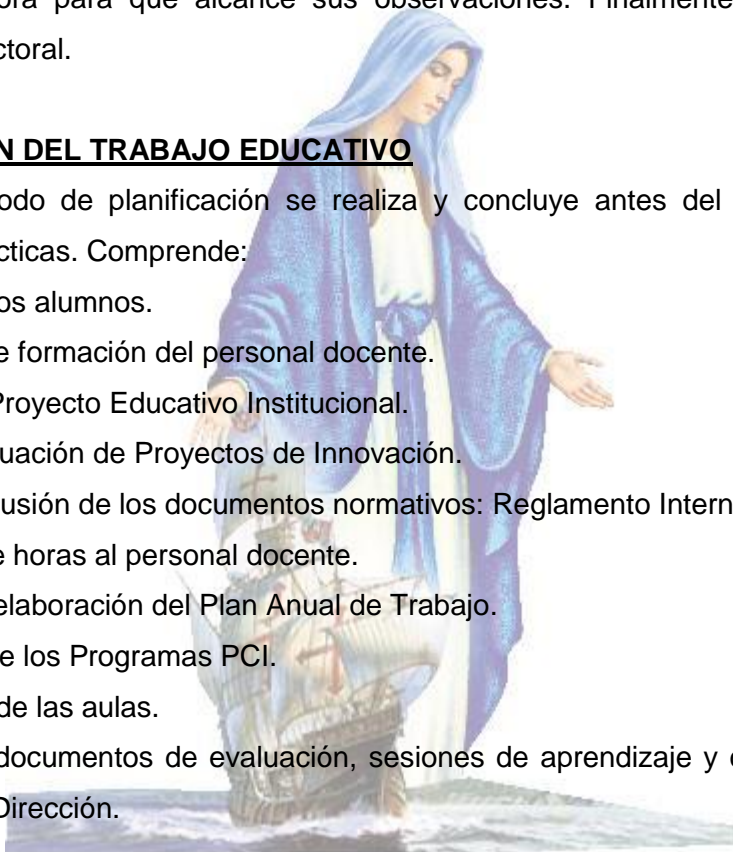 ora para que alcance sus observaciones. Finalmente
ctoral.
N DEL TRABAJO EDUCATIVO
odo de planificación se realiza y concluye antes del
cticas. Comprende:
os alumnos.
e formación del personal docente.
Proyecto Educativo Institucional.
uación de Proyectos de Innovación.
usión de los documentos normativos: Reglamento Intern
e horas al personal docente.
elaboración del Plan Anual de Trabajo.
e los Programas PCI.
de las aulas.
documentos de evaluación, sesiones de aprendizaje y
Dirección.